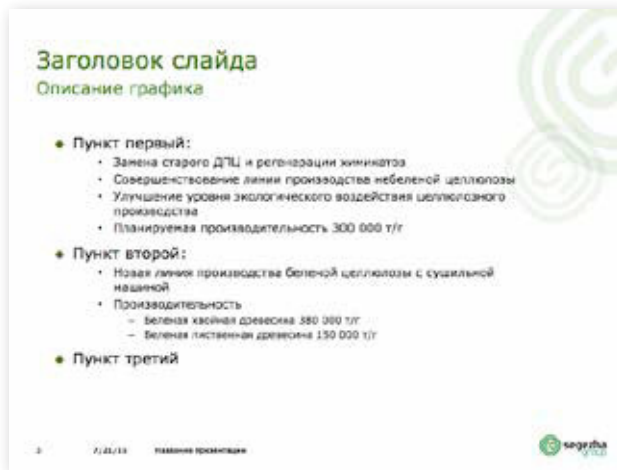 Заголовок слайда
Описание графика
Пункт первый:
Замена старого ДПЦ и регенерации химикатов
Совершенствование линии производства небеленой целлюлозы
Улучшение уровня экологического воздействия целлюлозного
производства
Планируемая производительность 300 000 т/г
Пункт второй:
Новая линия производства беленой целлюлозы с сушильной
машиной
Производительность
– Беленая хвойная древесина 380 000 т/г
– Беленая лиственная древесина 150 000 т/г
Пункт третий
Название презентации
segezha
group